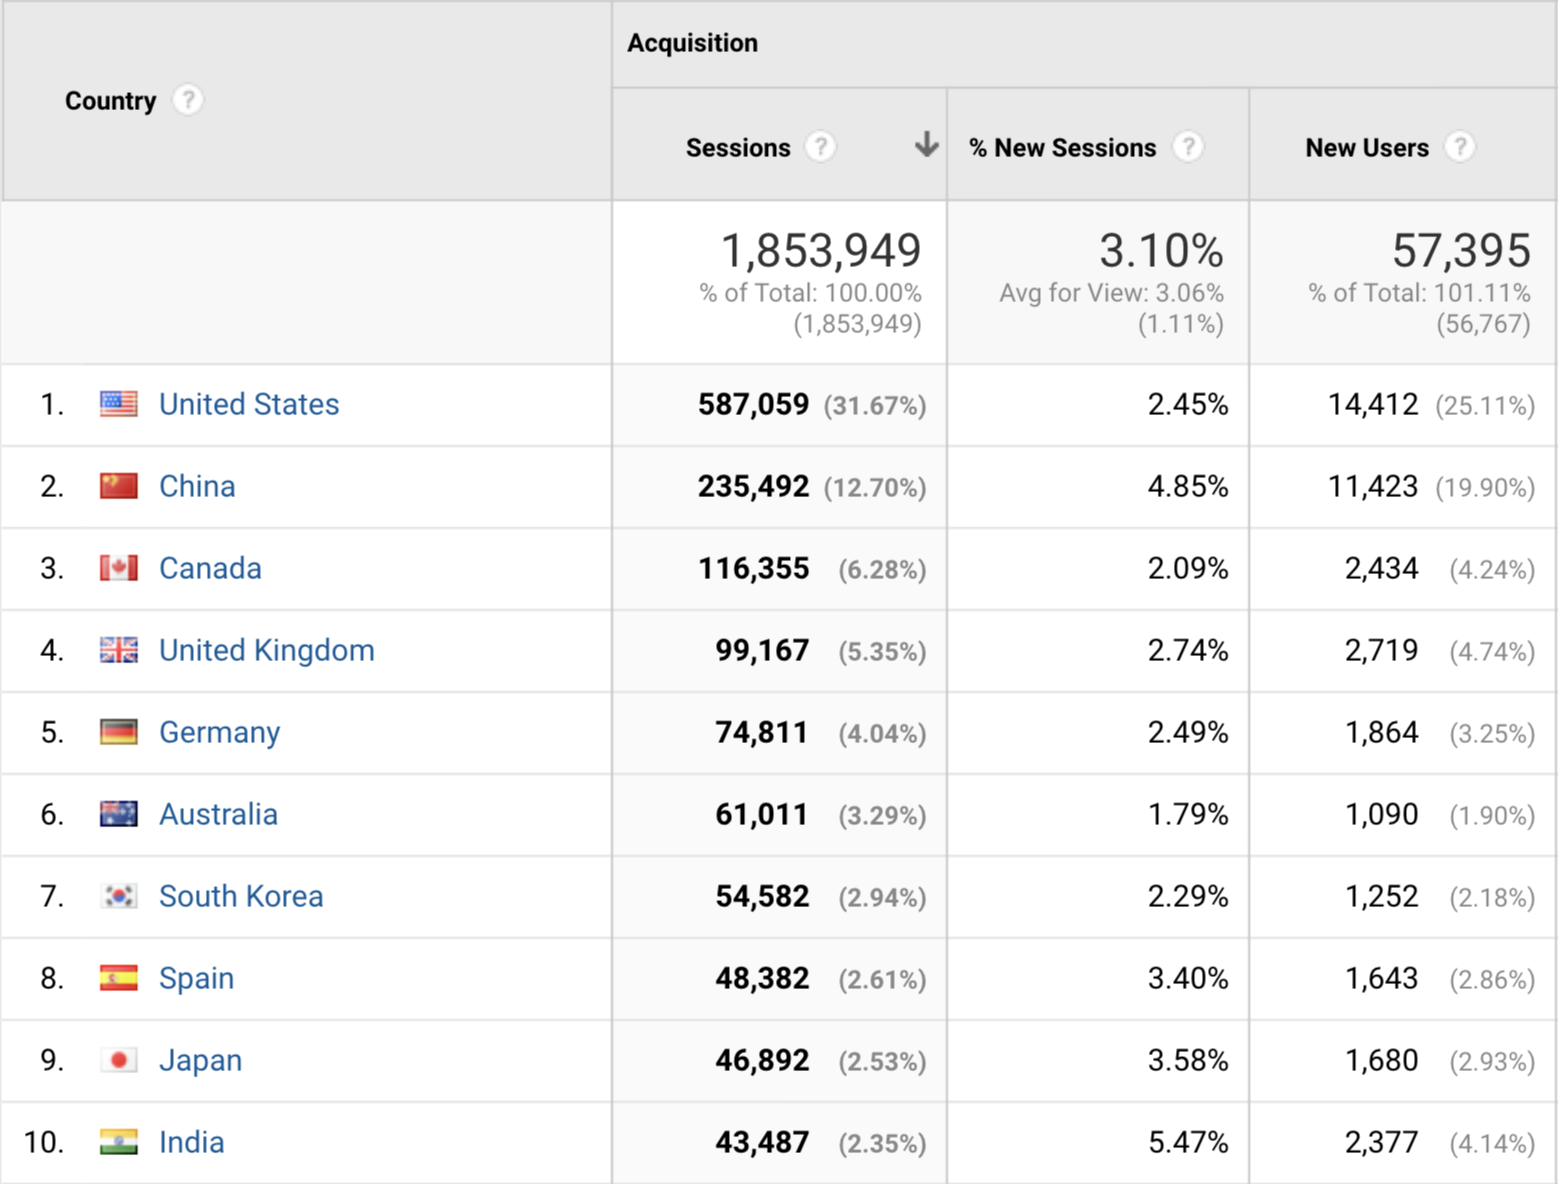 Acquisition
Country ?
Sessions ? % New Sessions ? New Users ?
1,853,949 3.10% 57,395
% of Total: 100.00% Avg for View: 3.06% % of Total: 101.11%
(1,853,949) (1.11%) (56,767)
1. United States 587,059 (31.67%) 2.45% 14,412 (25.11%)
2. China 235,492 (12.70%) 4.85% 11,423 (19.90%)
3. Canada 116,355 (6.28%) 2.09% 2,434 (4.24%)
4. United Kingdom 99,167 (5.35%) 2.74% 2,719 (4.74%)
5. Germany 74,811 (4.04%) 2.49% 1,864 (3.25%)
6. Australia 61,011 (3.29%) 1.79% 1,090 (1.90%)
7. South Korea 54,582 (2.94%) 2.29% 1,252 (2.18%)
8. Spain 48,382 (2.61%) 3.40% 1,643 (2.86%)
9. Japan 46,892 (2.53%) 3.58% 1,680 (2.93%)
10. India 43,487 (2.35%) 5.47% 2,377 (4.14%)